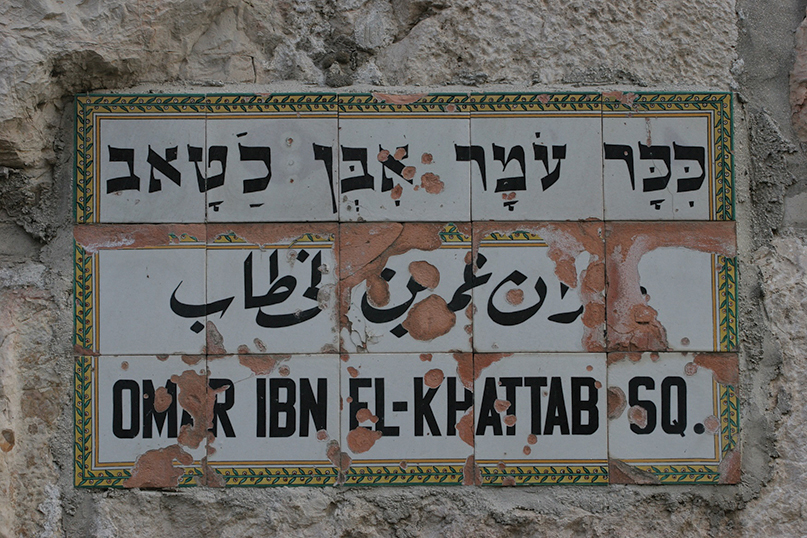 כִּכָּר עֹמָר אִבְּן כַטָאב
عمر بن الخطاب
OMAR IBN EL-KHATTAB SQ.